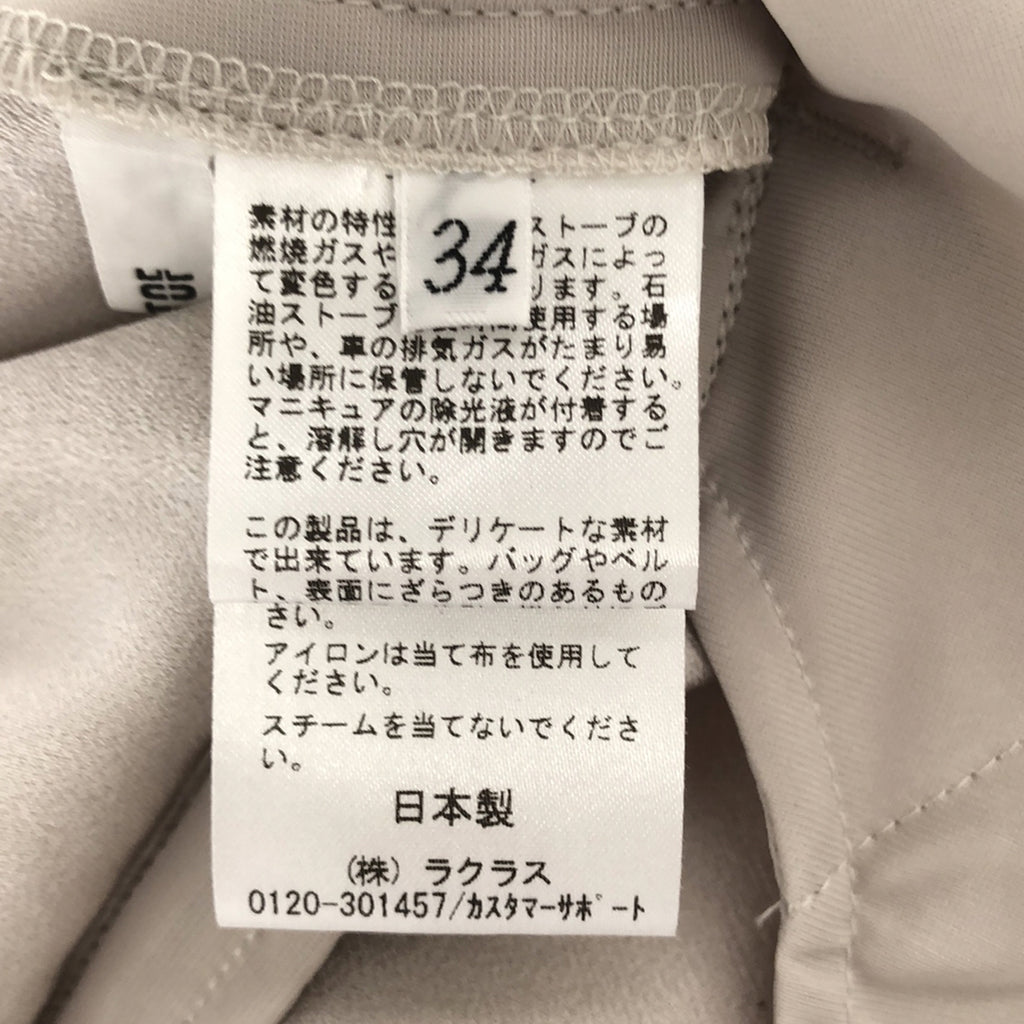 素材の特性 ストーブの
燃焼ガスや ガスによっ
て変色する ります。石
油ストーブ 使用する場
所や、車の排気ガスがたまり易
い場所に保管しないでください。
マニキュアの除光液が付着する
と、溶解し穴が開きますのでご
注意ください。
この製品は、デリケートな素材
で出来ています。バッグやベル
ト、表面にざらつきのあるもの
さい。
アイロンは当て布を使用して
ください。
スチームを当てないでくださ
い。
日本製
(株) ラクラス
0120-301457/カスタマーサポート
34